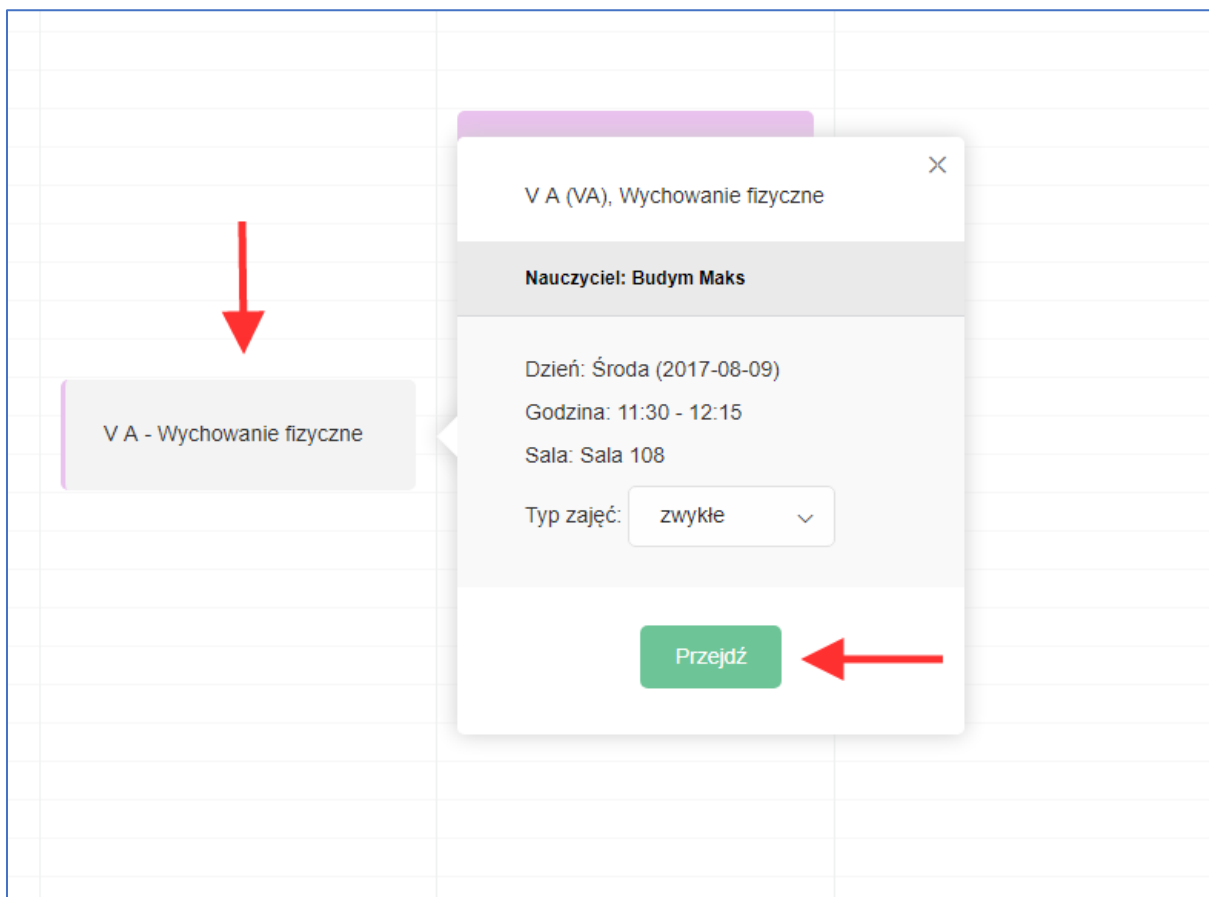 V A (VA), Wychowanie fizyczne
Nauczyciel: Budym Maks
Dzień: Środa (2017-08-09)
Godzina: 11:30 - 12:15
V A - Wychowanie fizyczne
Sala: Sala 108
Typ zajęć: zwykłe
Przejdź